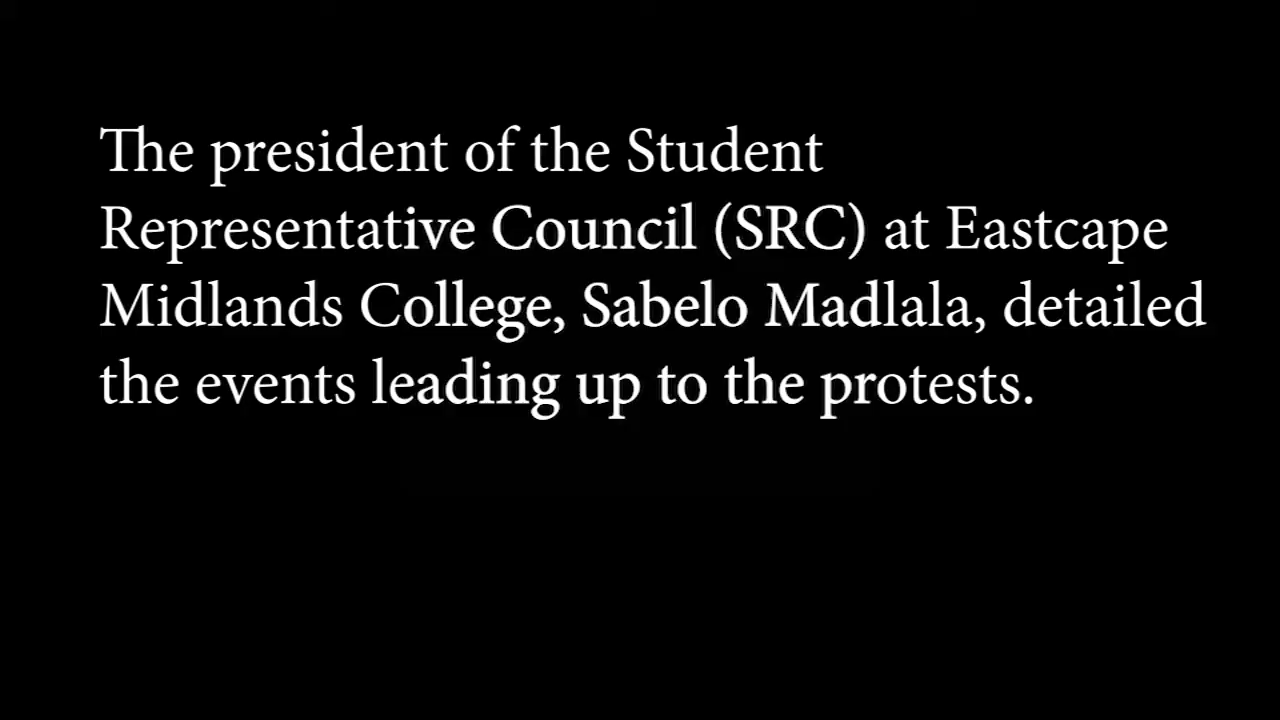 The president of the Student
Representative Council (SRC) at Eastcape
Midlands College, Sabelo Madlala, detailed
the events leading up to the protests.